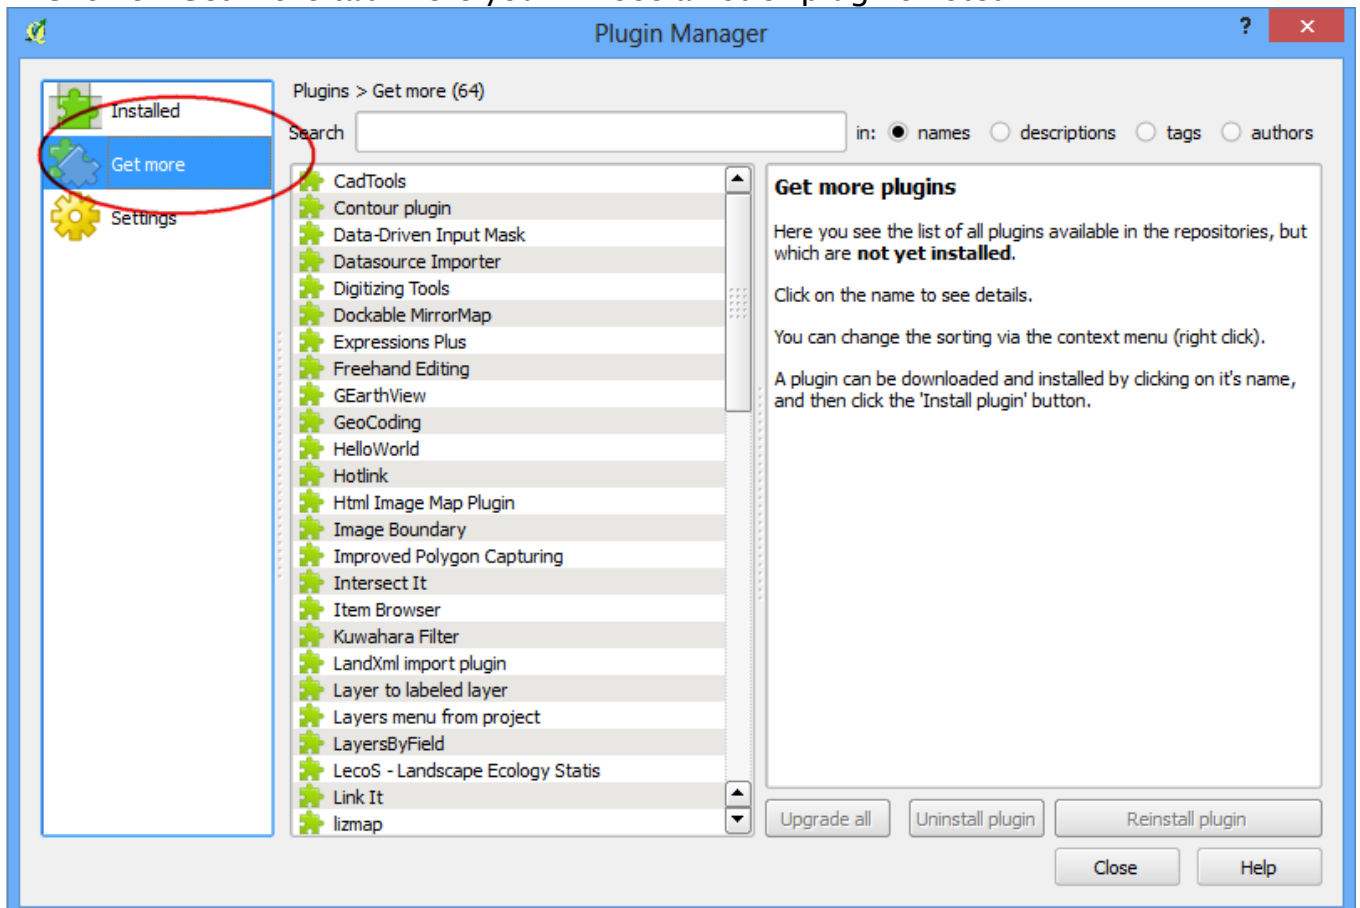 Plugin Manager
?
Installed
Get more
Settings
Plugins > Get more (64)
Search
in: names descriptions tags authors
CadTools
Contour plugin
Data-Driven Input Mask
Datasource Importer
Digitizing Tools
Dockable MirrorMap
Expressions Plus
Freehand Editing
GEarthView
GeoCoding
HelloWorld
Hotlink
Html Image Map Plugin
Image Boundary
Improved Polygon Capturing
Intersect It
Item Browser
Kuwahara Filter
LandXml import plugin
Layer to labeled layer
Layers menu from project
LayersByField
LecoS - Landscape Ecology Statis
Link It
lizmap
Get more plugins
Here you see the list of all plugins available in the repositories, but
which are not yet installed.
Click on the name to see details.
You can change the sorting via the context menu (right click).
A plugin can be downloaded and installed by clicking on it's name,
and then click the 'Install plugin' button.
Upgrade all
Uninstall plugin
Reinstall plugin
Close
Help